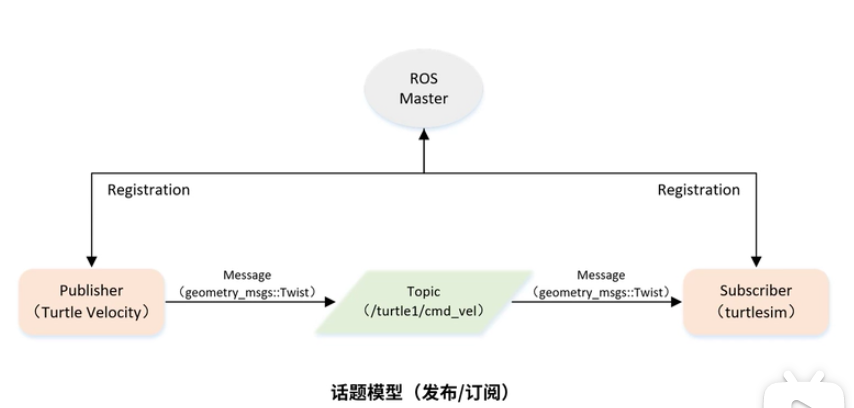 ROS
Master
Registration
Registration
Publisher
（Turtle Velocity）
Message
（geometry_msgs::Twist）
Topic
（/turtle1/cmd_vel）
Message
（geometry_msgs::Twist）
Subscriber
（turtlesim）
话题模型（发布/订阅）